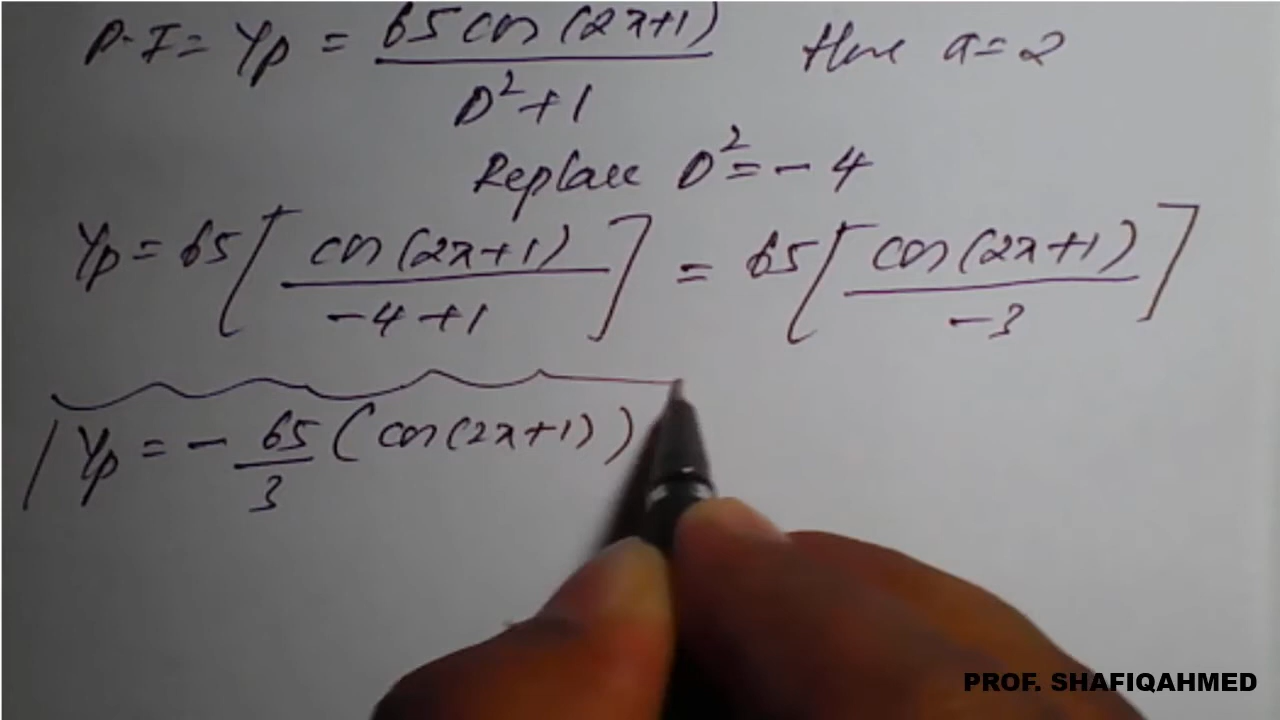 P.I = Yp = 65 cos (2x+1) / D²+1 Here a=2
Replace D² = -4
Yp = 65 [ cos (2x+1) / -4+1 ] = 65 [ cos (2x+1) / -3 ]
Yp = - 65/3 ( cos(2x+1) )
PROF. SHAFIQAHMED